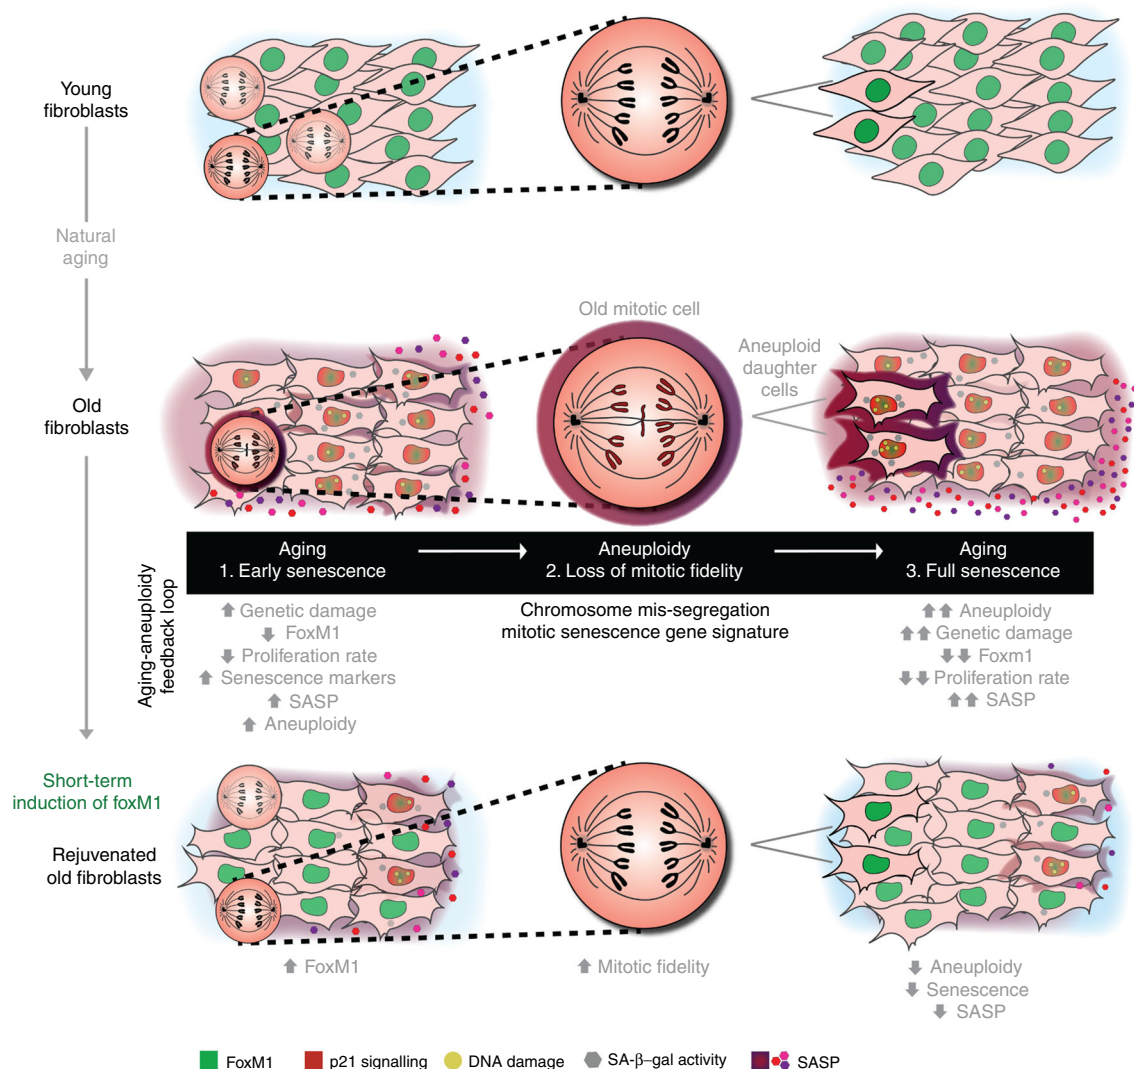 Young
fibroblasts
Natural
aging
Old mitotic cell
Aneuploid
daughter
cells
Old
fibroblasts
Aging-aneuploidy
feedback loop
Aging
1. Early senescence
Aneuploidy
2. Loss of mitotic fidelity
Aging
3. Full senescence
Genetic damage
FoxM1
Proliferation rate
Senescence markers
SASP
Aneuploidy
Chromosome mis-segregation
mitotic senescence gene signature
Aneuploidy
Genetic damage
Foxm1
Proliferation rate
SASP
Short-term
induction of foxM1
Rejuvenated
old fibroblasts
FoxM1
Mitotic fidelity
Aneuploidy
Senescence
SASP
FoxM1 p21 signalling DNA damage SA-β–gal activity SASP